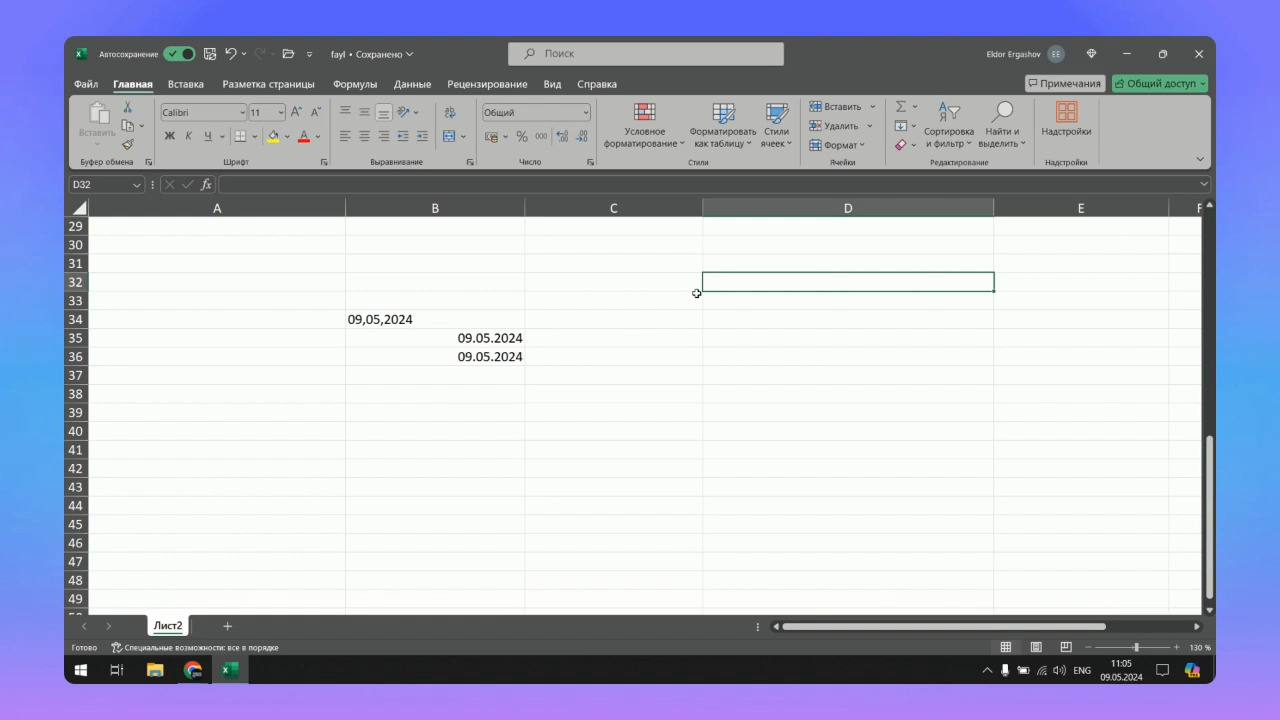 Автосохранение fayl • Сохранено Поиск Eldor Ergashov EE
Файл Главная Вставка Разметка страницы Формулы Данные Рецензирование Вид Справка Примечания Общий доступ
Вставить
Буфер обмена
Calibri 11
Ж К Ч
Шрифт
Выравнивание
Общий
% 000
Число
Условное форматирование
Форматировать как таблицу
Стили ячеек
Стили
Вставить
Удалить
Формат
Ячейки
Сортировка и фильтр
Найти и выделить
Редактирование
Надстройки
Надстройки
D32 fx
A B C D E F
29
30
31
32
33
34 09,05,2024
35 09.05.2024
36 09.05.2024
37
38
39
40
41
42
43
44
45
46
47
48
49
Лист2
Готово Специальные возможности: все в порядке 130 %
ENG 11:05
09.05.2024